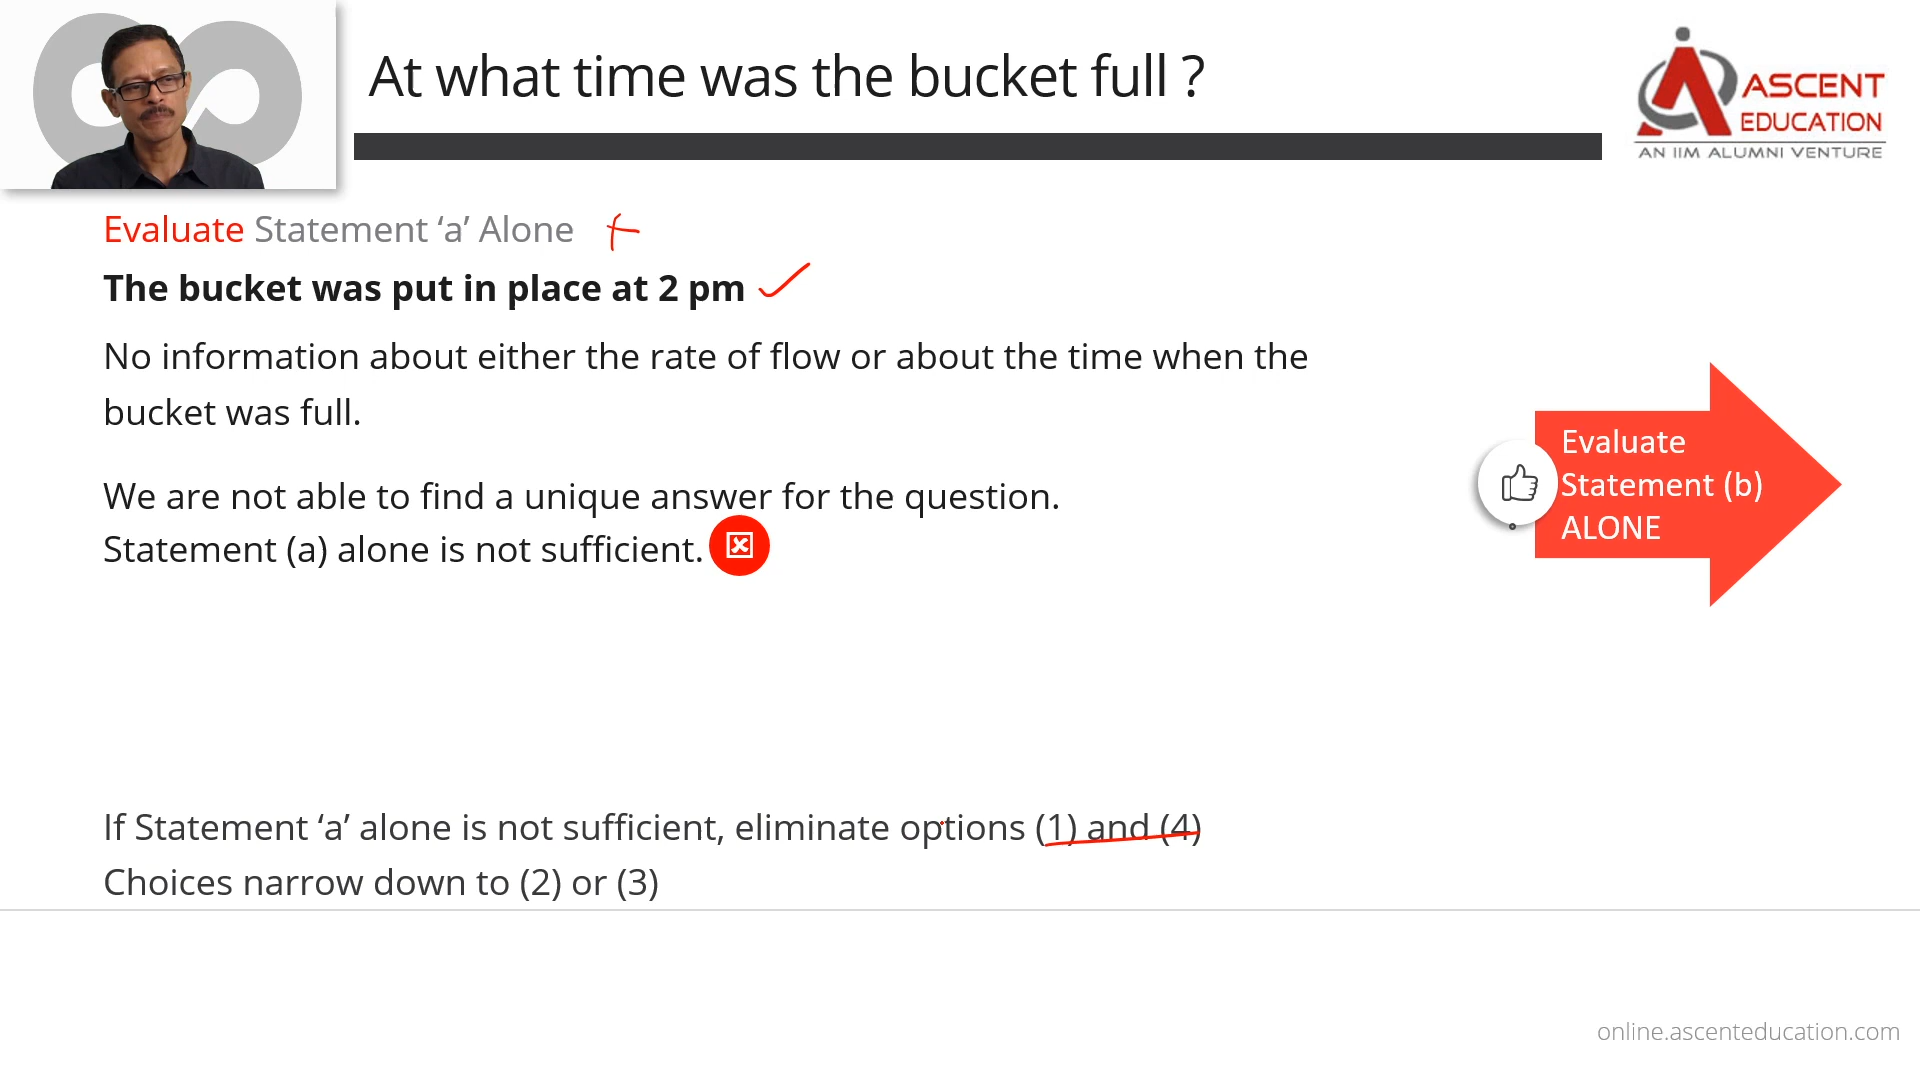 At what time was the bucket full ?
ASCENT
EDUCATION
AN IIM ALUMNI VENTURE
Evaluate Statement ‘a’ Alone
The bucket was put in place at 2 pm
No information about either the rate of flow or about the time when the
bucket was full.
We are not able to find a unique answer for the question.
Statement (a) alone is not sufficient.
Evaluate
Statement (b)
ALONE
If Statement ‘a’ alone is not sufficient, eliminate options (1) and (4)
Choices narrow down to (2) or (3)
online.ascenteducation.com